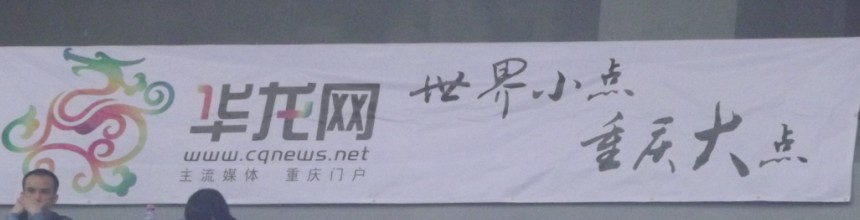 华龙网
www.cqnews.net
主流媒体 重庆门户
世界小点
重庆大点